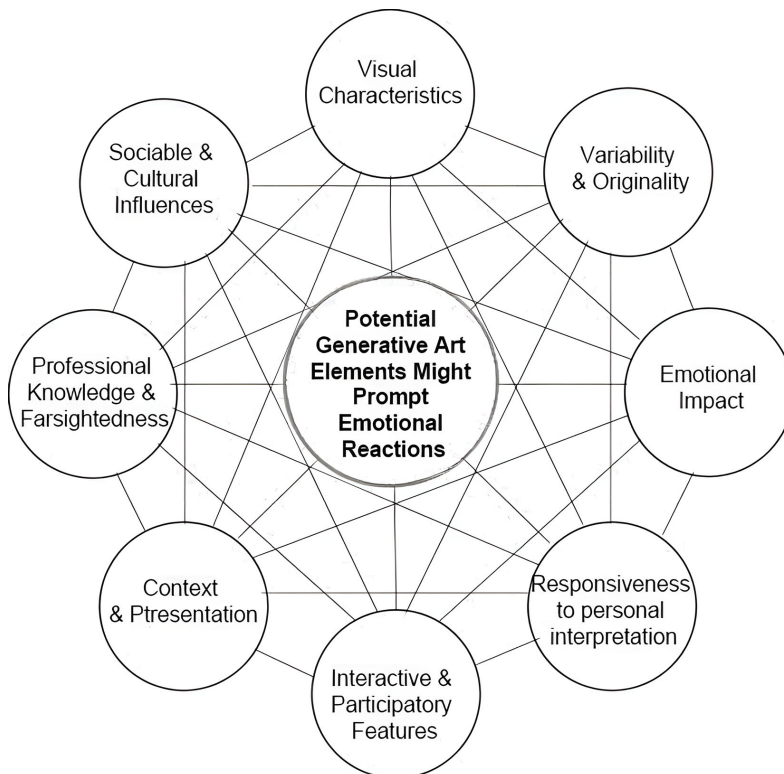 Visual
Characteristics
Variability
& Originality
Sociable &
Cultural
Influences
Potential
Generative Art
Elements Might
Prompt
Emotional
Reactions
Professional
Knowledge &
Farsightedness
Emotional
Impact
Context
& Ptresentation
Responsiveness
to personal
interpretation
Interactive &
Participatory
Features